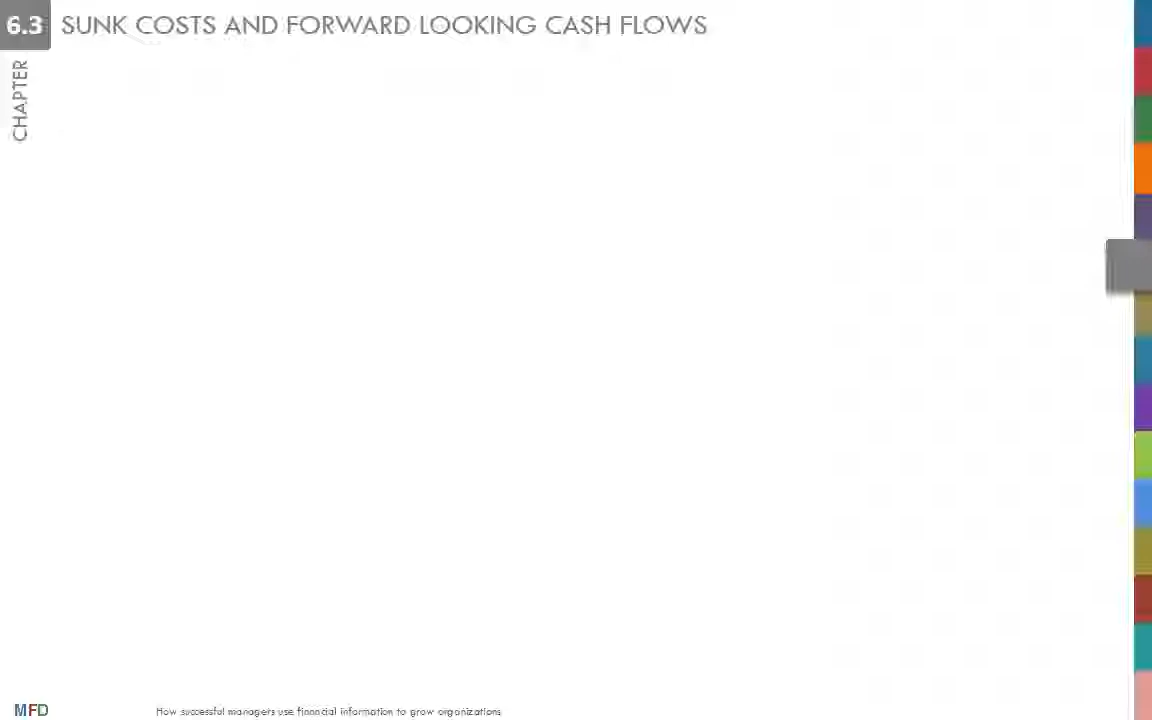 6.3 SUNK COSTS AND FORWARD LOOKING CASH FLOWS
CHAPTER
MFD
How successful managers use financial information to grow organizations